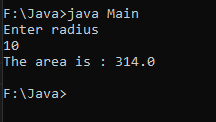 F:\Java>java Main
Enter radius
10
The area is : 314.0
F:\Java>